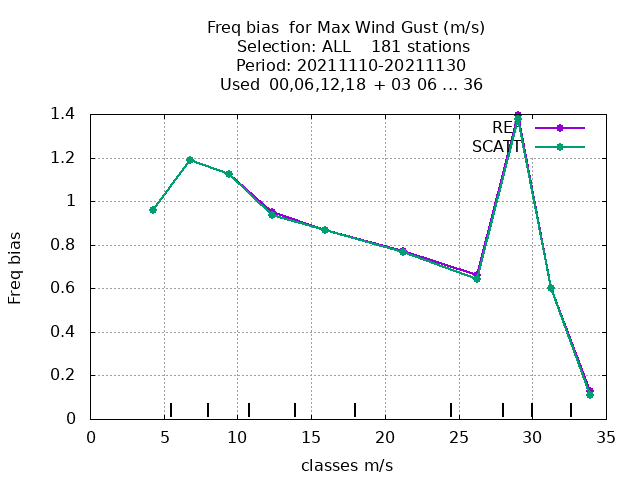 Freq bias for Max Wind Gust (m/s)
Selection: ALL 181 stations
Period: 20211110-20211130
Used 00,06,12,18 + 03 06 ... 36
1.4
1.2
1
0.8
0.6
0.4
0.2
0
Freq bias
SCATT
0 5 10 15 20 25 30 35
classes m/s